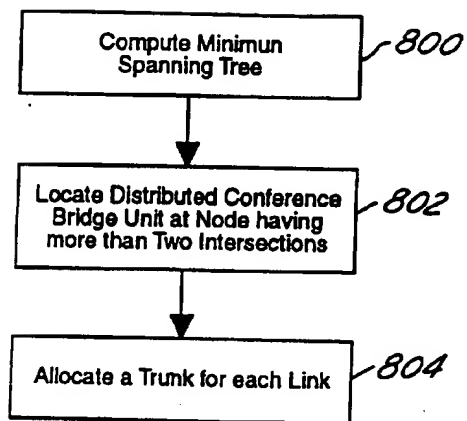 Compute Minimun
Spanning Tree
800
Locate Distributed Conference
Bridge Unit at Node having
more than Two Intersections
802
Allocate a Trunk for each Link
804